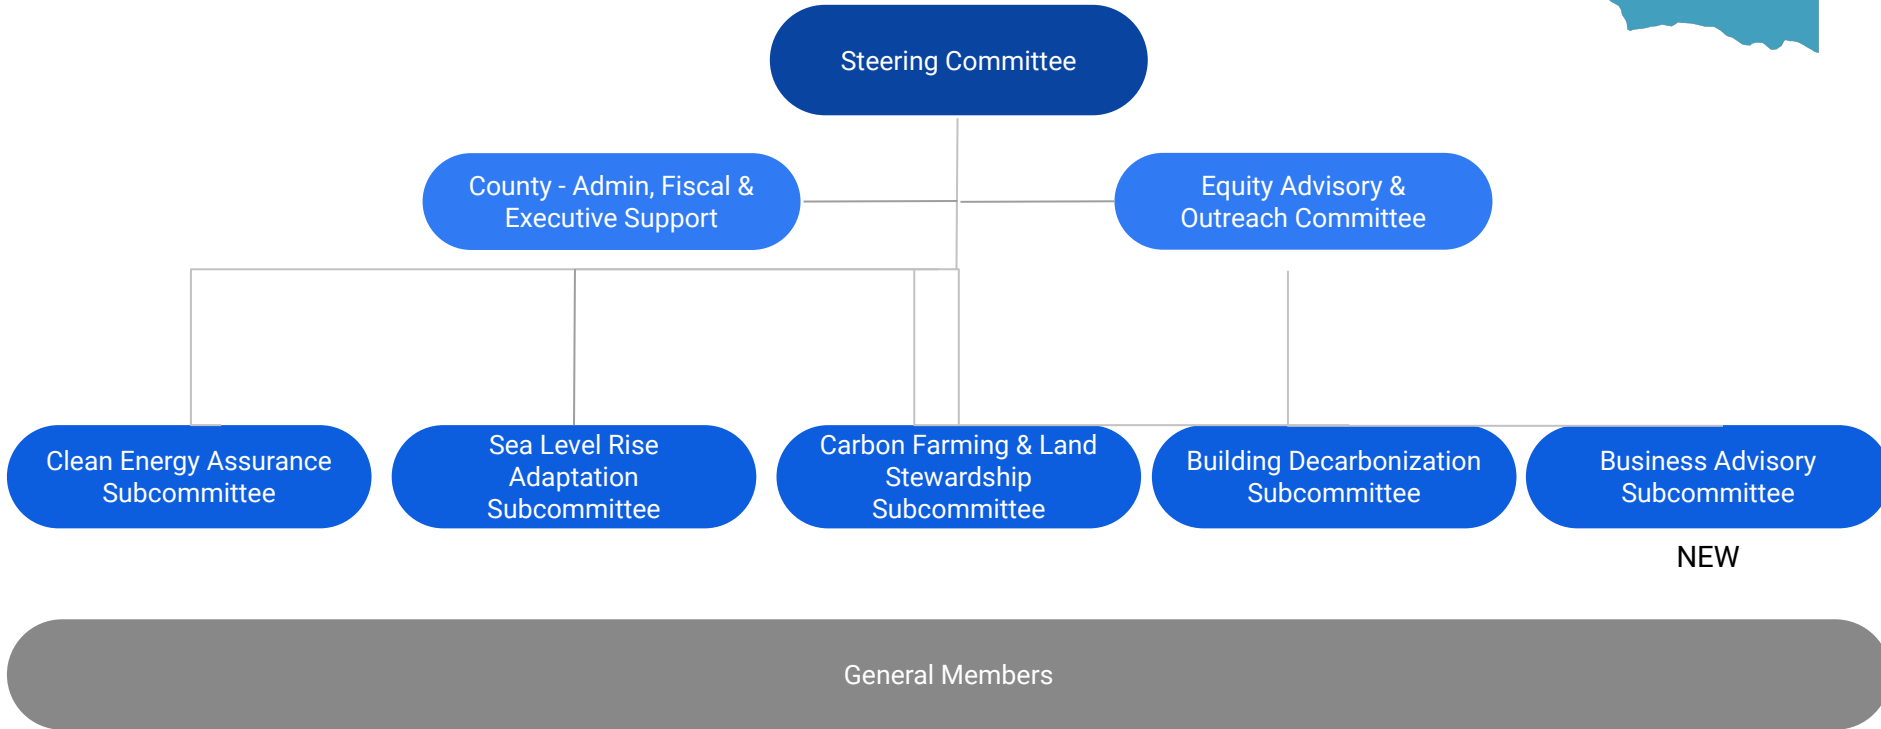 Steering Committee
County - Admin, Fiscal &
Executive Support
Equity Advisory &
Outreach Committee
Clean Energy Assurance
Subcommittee
Sea Level Rise
Adaptation
Subcommittee
Carbon Farming & Land
Stewardship
Subcommittee
Building Decarbonization
Subcommittee
Business Advisory
Subcommittee
NEW
General Members